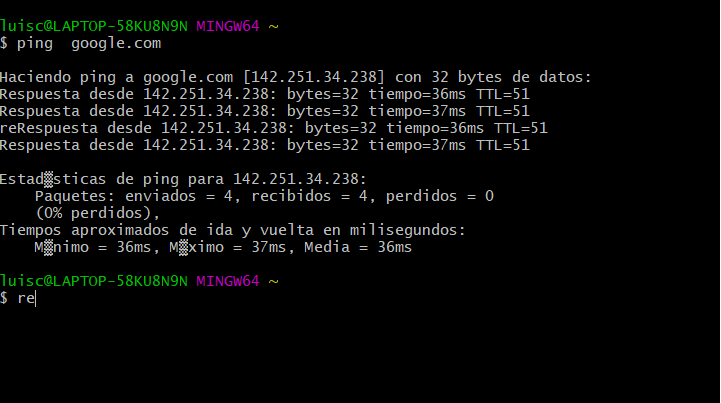 luisc@LAPTOP-58KU8N9N MINGW64 ~
$ ping  google.com
Haciendo ping a google.com [142.251.34.238] con 32 bytes de datos:
Respuesta desde 142.251.34.238: bytes=32 tiempo=36ms TTL=51
Respuesta desde 142.251.34.238: bytes=32 tiempo=37ms TTL=51
reRespuesta desde 142.251.34.238: bytes=32 tiempo=36ms TTL=51
Respuesta desde 142.251.34.238: bytes=32 tiempo=37ms TTL=51
Estad▒sticas de ping para 142.251.34.238:
    Paquetes: enviados = 4, recibidos = 4, perdidos = 0
    (0% perdidos),
Tiempos aproximados de ida y vuelta en milisegundos:
    M▒nimo = 36ms, M▒ximo = 37ms, Media = 36ms
luisc@LAPTOP-58KU8N9N MINGW64 ~
$ re